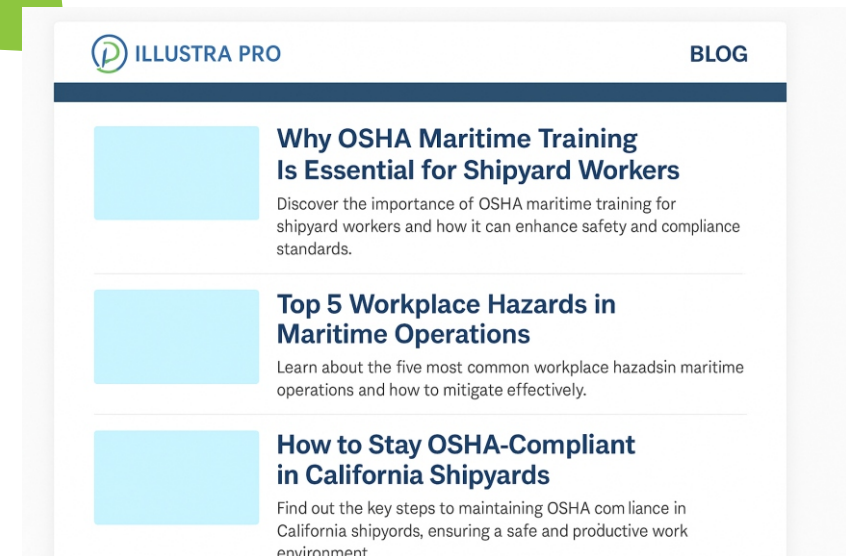 ILLUSTRA PRO
BLOG
Why OSHA Maritime Training
Is Essential for Shipyard Workers
Discover the importance of OSHA maritime training for
shipyard workers and how it can enhance safety and compliance
standards.
Top 5 Workplace Hazards in
Maritime Operations
Learn about the five most common workplace hazadsin maritime
operations and how to mitigate effectively.
How to Stay OSHA-Compliant
in California Shipyards
Find out the key steps to maintaining OSHA com liance in
California shipyords, ensuring a safe and productive work
environment